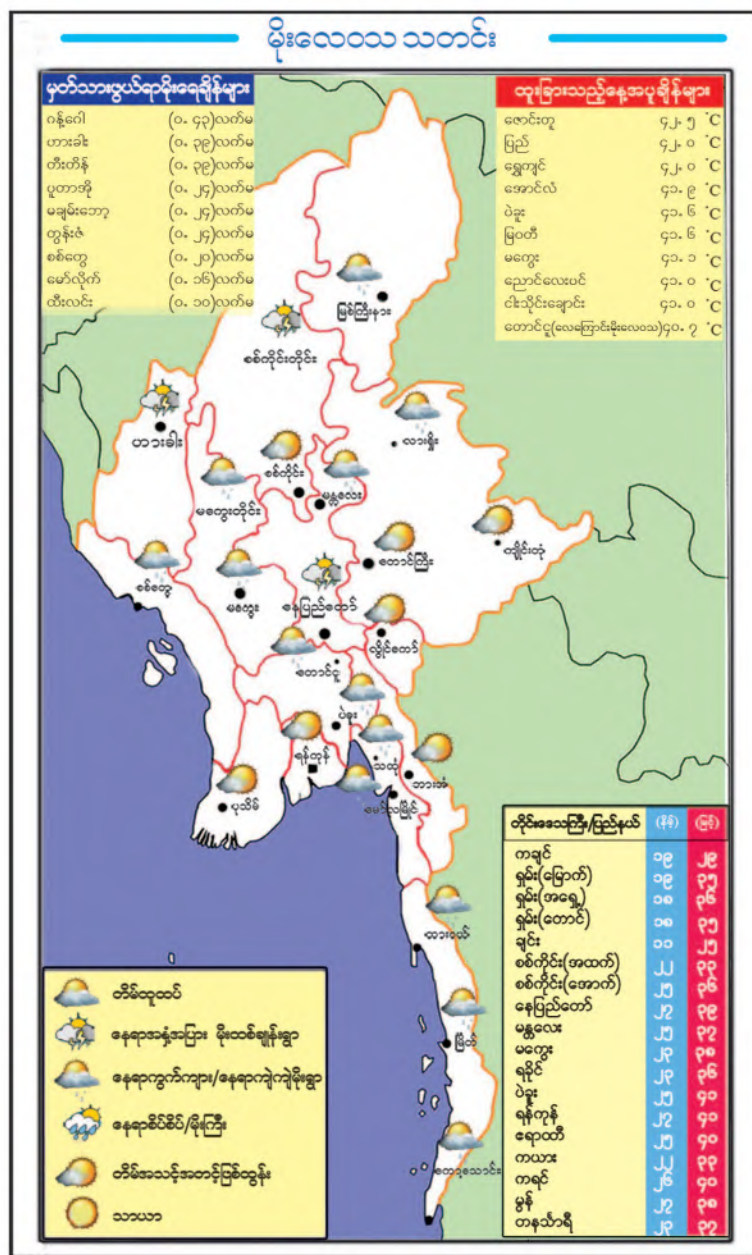 မိုးလေဝသ သတင်း
မှတ်သားဖွယ်ရာမိုးရေချိန်များ
ဂန့်ဂေါ (၀. ၄၃)လက်မ
ဟားခါး (၀. ၃၉)လက်မ
တီးတိန် (၀. ၃၉)လက်မ
ပူတာအို (၀. ၂၄)လက်မ
မချမ်းဘော့ (၀. ၂၄)လက်မ
တွန်းဇံ (၀. ၂၄)လက်မ
စစ်တွေ (၀. ၂၀)လက်မ
မော်လိုက် (၀. ၁၆)လက်မ
ထီးလင်း (၀. ၁၀)လက်မ
ထူးခြားသည့်နေ့အပူချိန်များ
ဇောင်းတူ ၄၂. ၅ °C
ပြည် ၄၂. ၀ °C
ရွှေကျင် ၄၂. ၀ °C
အောင်လံ ၄၁. ၉ °C
ပဲခူး ၄၁. ၆ °C
မြဝတီ ၄၁. ၆ °C
မကွေး ၄၁. ၁ °C
ညောင်လေးပင် ၄၁. ၀ °C
ငါးသိုင်းချောင်း ၄၁. ၀ °C
တောင်ငူ(လေကြောင်းမိုးလေဝသ)၄၀. ၇ °C
မြစ်ကြီးနား
စစ်ကိုင်းတိုင်း
ဟားခါး
လားရှိုး
စစ်ကိုင်း
မန္တလေး
မကွေးတိုင်း
ကျိုင်းတုံ
တောင်ကြီး
စစ်တွေ
မကွေး
နေပြည်တော်
လွိုင်ကော်
တောင်ငူ
ပဲခူး
ရန်ကုန်
သထုံ
ဘားအံ
ပုသိမ်
မော်လမြိုင်
ထားဝယ်
မြိတ်
ကော့သောင်း
တိမ်ထူထပ်
နေရာအနှံ့အပြား မိုးထစ်ချုန်းရွာ
နေရာကွက်ကျား/နေရာကျဲကျဲမိုးရွာ
နေရာစိပ်စိပ်/မိုးကြီး
တိမ်အသင့်အတင့်ဖြစ်ထွန်း
သာယာ
တိုင်းဒေသကြီး/ပြည်နယ် (နိမ့်) (မြင့်)
ကချင် ၁၉ ၂၉
ရှမ်း(မြောက်) ၁၉ ၃၅
ရှမ်း(အရှေ့) ၁၈ ၃၆
ရှမ်း(တောင်) ၁၈ ၃၅
ချင်း ၁၁ ၂၅
စစ်ကိုင်း(အထက်) ၂၂ ၃၃
စစ်ကိုင်း(အောက်) ၂၅ ၃၆
နေပြည်တော် ၂၇ ၃၉
မန္တလေး ၂၅ ၃၇
မကွေး ၂၃ ၃၈
ရခိုင် ၂၃ ၃၆
ပဲခူး ၂၅ ၄၀
ရန်ကုန် ၂၇ ၄၀
ဧရာဝတီ ၂၅ ၄၀
ကယား ၂၂ ၃၃
ကရင် ၂၆ ၄၀
မွန် ၂၇ ၃၈
တနင်္သာရီ ၂၃ ၃၇